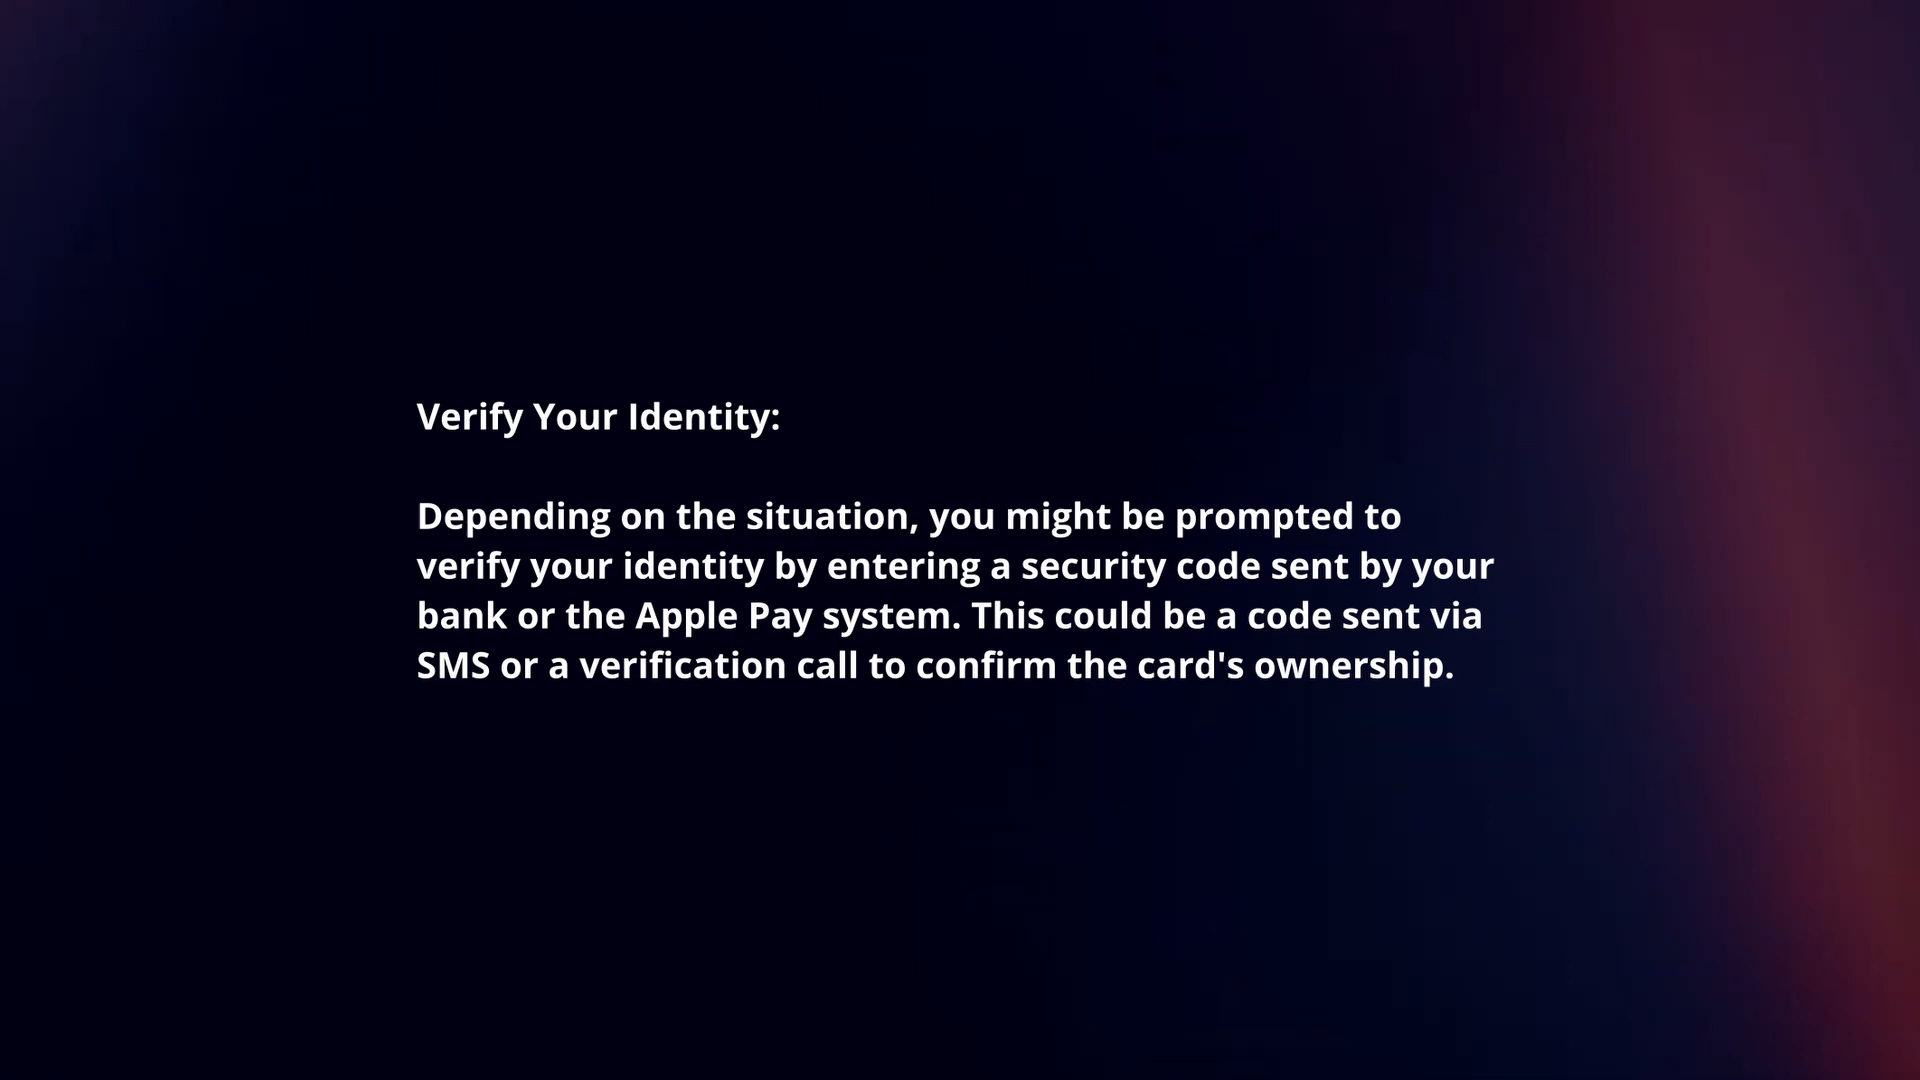 Verify Your Identity:
Depending on the situation, you might be prompted to
verify your identity by entering a security code sent by your
bank or the Apple Pay system. This could be a code sent via
SMS or a verification call to confirm the card's ownership.